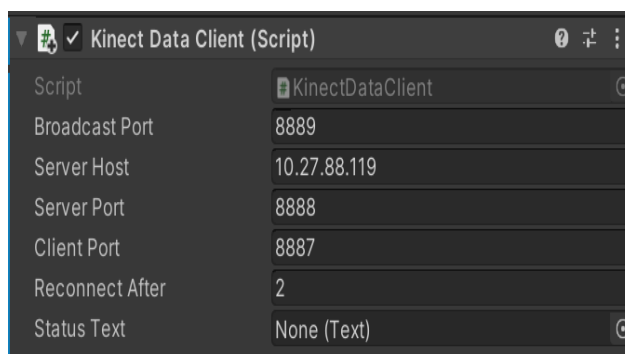 Kinect Data Client (Script)
Script KinectDataClient
Broadcast Port 8889
Server Host 10.27.88.119
Server Port 8888
Client Port 8887
Reconnect After 2
Status Text None (Text)